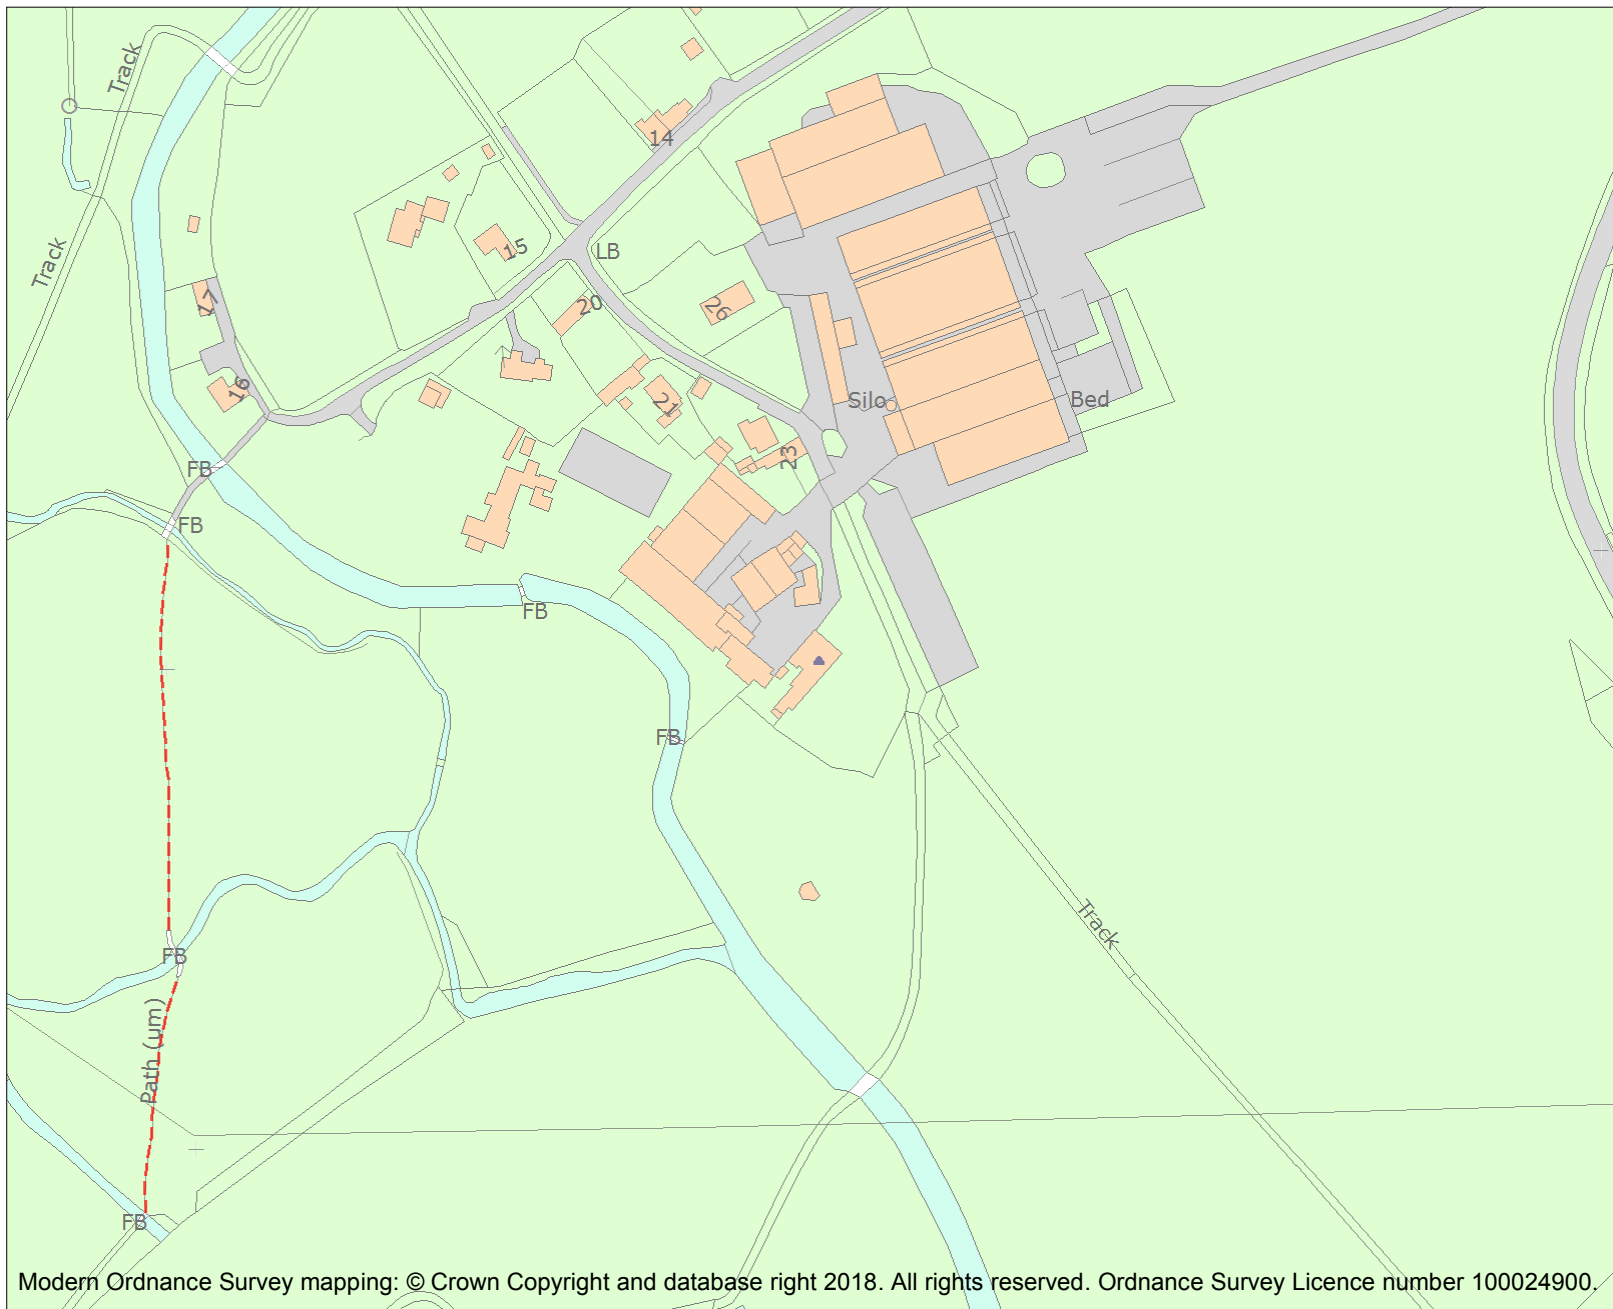 Track
14
Track
15
LB
17
20
26
16
21
Silo
Bed
23
FB
FB
FB
FB
Track
FB
Path (um)
FB
Modern Ordnance Survey mapping: © Crown Copyright and database right 2018. All rights reserved. Ordnance Survey Licence number 100024900.